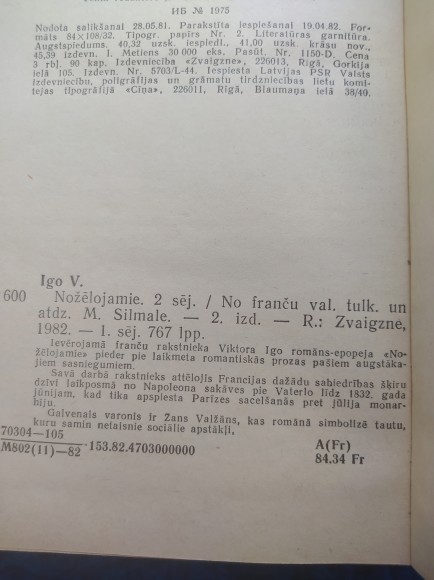 ИБ № 1975
Nodota salikšanai 28.05.81. Parakstīta iespiešanai 19.04.82. For-
māts 84×108/32. Tipogr. papīrs Nr. 2. Literatūras garnitūra.
Augstspiedums. 40,32 uzsk. iespiedl., 41,00 uzsk. krāsu nov.,
45,39 izdevn. l. Metiens 30 000 eks. Pasūt. Nr. 1150-D. Cena
3 rbļ. 90 kap. Izdevniecība «Zvaigzne», 226013, Rīgā, Gorkija
ielā 105. Izdevn. Nr. 5703/L-44. Iespiesta Latvijas PSR Valsts
izdevniecību, poligrāfijas un grāmatu tirdzniecības lietu komi-
tejas tipogrāfijā «Cīņa», 226011, Rīgā, Blaumaņa ielā 38/40.
Igo V.
600 Nožēlojamie. 2 sēj. / No franču val. tulk. un
atdz. M. Silmale. — 2. izd. — R.: Zvaigzne,
1982. — 1. sēj. 767 lpp.
Ievērojamā franču rakstnieka Viktora Igo romāns-epopeja «No-
žēlojamie» pieder pie laikmeta romantiskās prozas pašiem augstākā-
jiem sasniegumiem.
Savā darbā rakstnieks attēlojis Francijas dažādu sabiedrības šķiru
dzīvi laikposmā no Napoleona sakāves pie Vaterlo līdz 1832. gada
jūnijam, kad tika apspiesta Parīzes sacelšanās pret jūlija monar-
hiju.
Galvenais varonis ir Žans Valžāns, kas romānā simbolizē tautu,
kuru samin netaisnie sociālie apstākļi.
70304—105
M802(11)—82 ·153.82.4703000000 A(Fr)
84.34 Fr